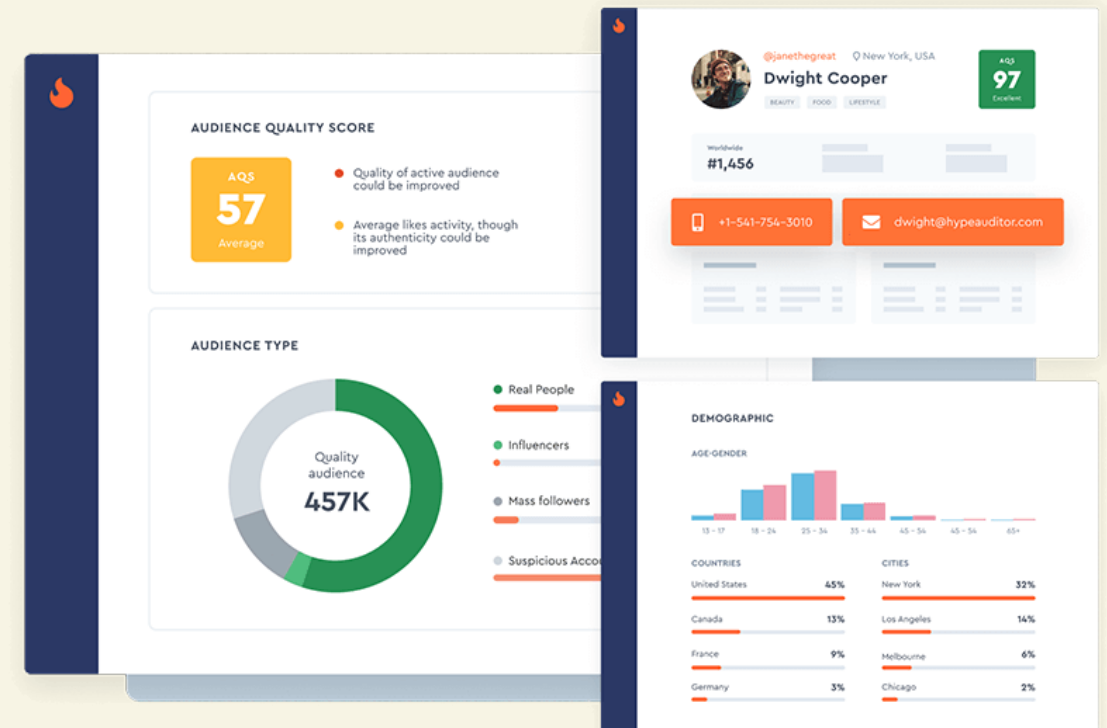 AUDIENCE QUALITY SCORE
AQS
57
Average
Quality of active audience
could be improved
Average likes activity, though
its authenticity could be
improved
AUDIENCE TYPE
Quality
audience
457K
Real People
Influencers
Mass followers
Suspicious Accou
@janethegreat
New York, USA
Dwight Cooper
BEAUTY FOOD LIFESTYLE
AQS
97
Excellent
Worldwide
#1,456
+1-541-754-3010
dwight@hypeauditor.com
DEMOGRAPHIC
AGE-GENDER
13 - 17 18 - 24 25 - 34 35 - 44 45 - 54 45 - 54 65+
COUNTRIES
United States 45%
Canada 13%
France 9%
Germany 3%
CITIES
New York 32%
Los Angeles 14%
Melbourne 6%
Chicago 2%